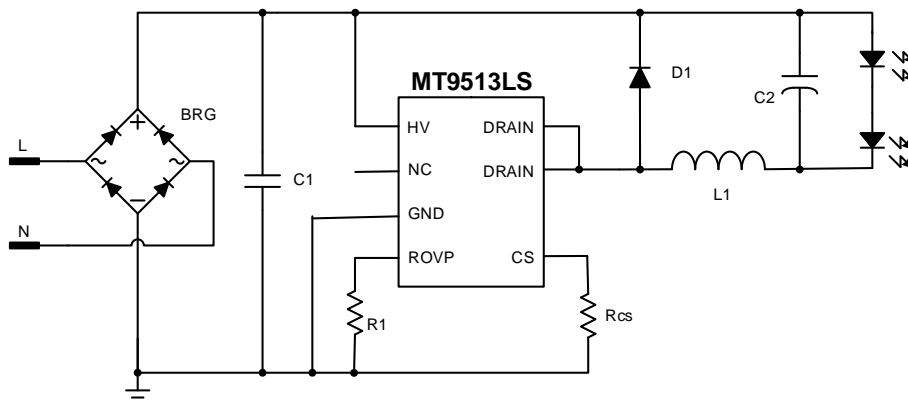 MT9513LS
D1
C2
BRG
+
HV
DRAIN
L
~
~
NC
DRAIN
C1
L1
−
GND
N
ROVP
CS
R1
Rcs